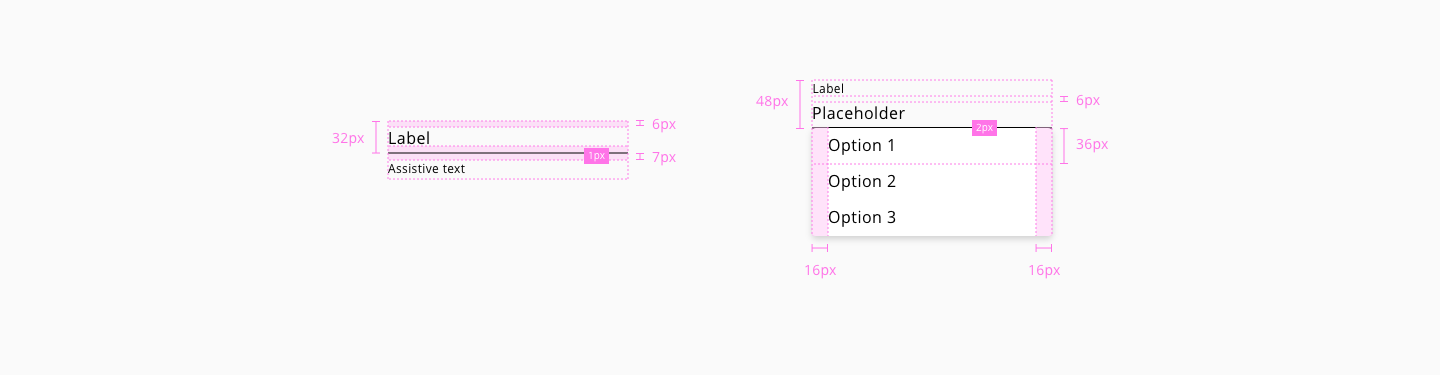 32px
6px
Label
1px
7px
Assistive text
48px
Label
6px
Placeholder
2px
Option 1
36px
Option 2
Option 3
16px
16px